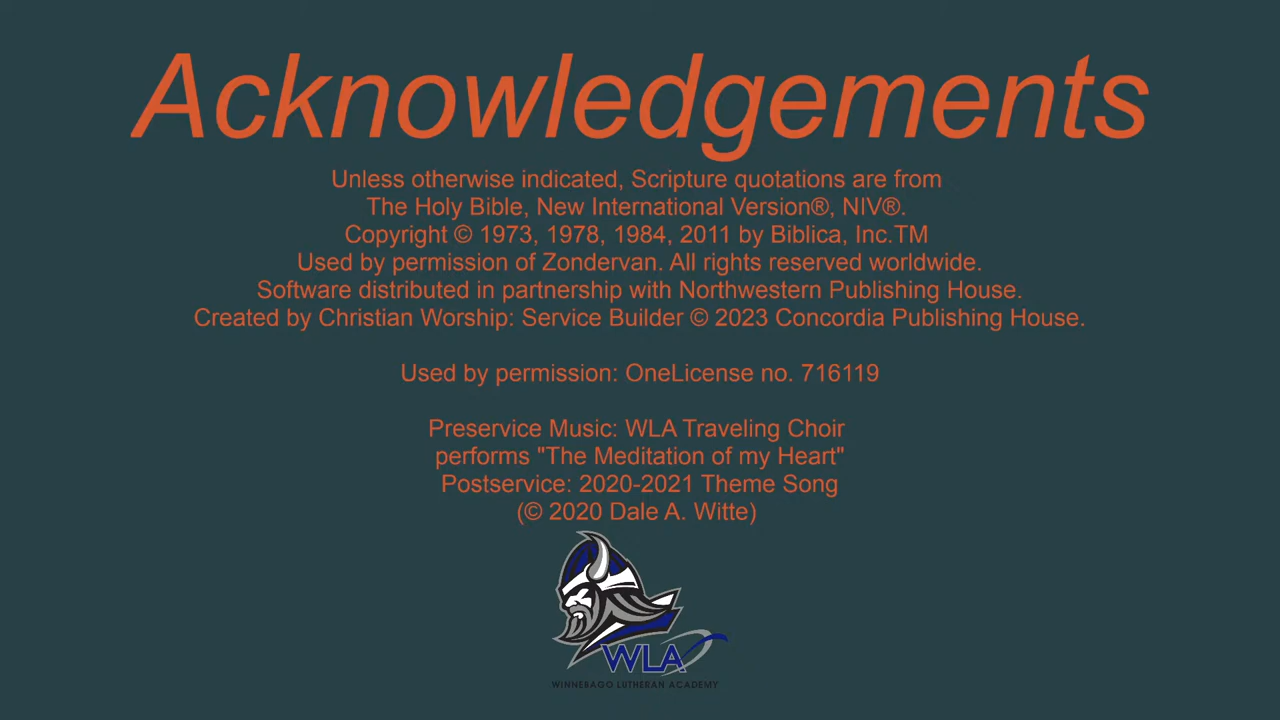 Acknowledgements
Unless otherwise indicated, Scripture quotations are from
The Holy Bible, New International Version®, NIV®.
Copyright © 1973, 1978, 1984, 2011 by Biblica, Inc.TM
Used by permission of Zondervan. All rights reserved worldwide.
Software distributed in partnership with Northwestern Publishing House.
Created by Christian Worship: Service Builder © 2023 Concordia Publishing House.
Used by permission: OneLicense no. 716119
Preservice Music: WLA Traveling Choir
performs "The Meditation of my Heart"
Postservice: 2020-2021 Theme Song
(© 2020 Dale A. Witte)
WLA
WINNEBAGO LUTHERAN ACADEMY